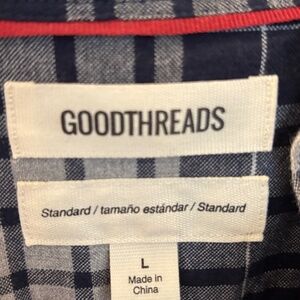 GOODTHREADS
Standard / tamaño estándar / Standard
L
Made in
China